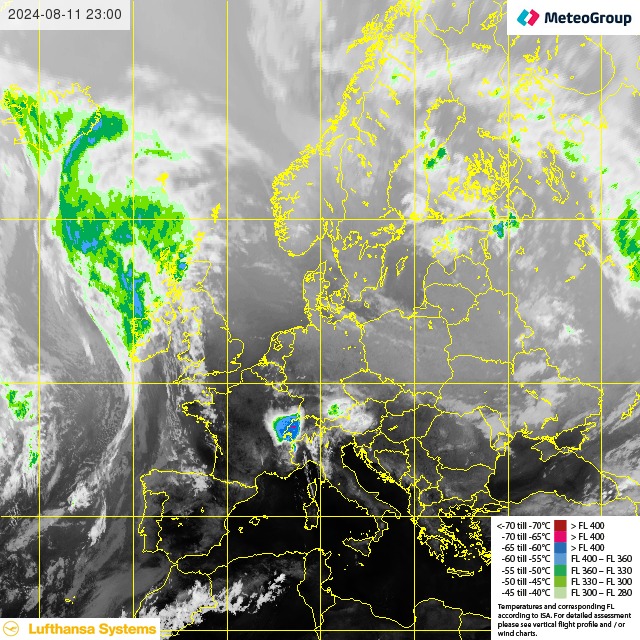 2024-08-11 23:00
MeteoGroup
<-70 till -70°C > FL 400
-70 till -65°C > FL 400
-65 till -60°C > FL 400
-60 till -55°C FL 400 - FL 360
-55 till -50°C FL 360 - FL 330
-50 till -45°C FL 330 - FL 300
-45 till -40°C FL 300 - FL 280
Temperatures and corresponding FL
according to ISA. For detailed assessment
please see vertical flight profile and / or
wind charts.
Lufthansa Systems